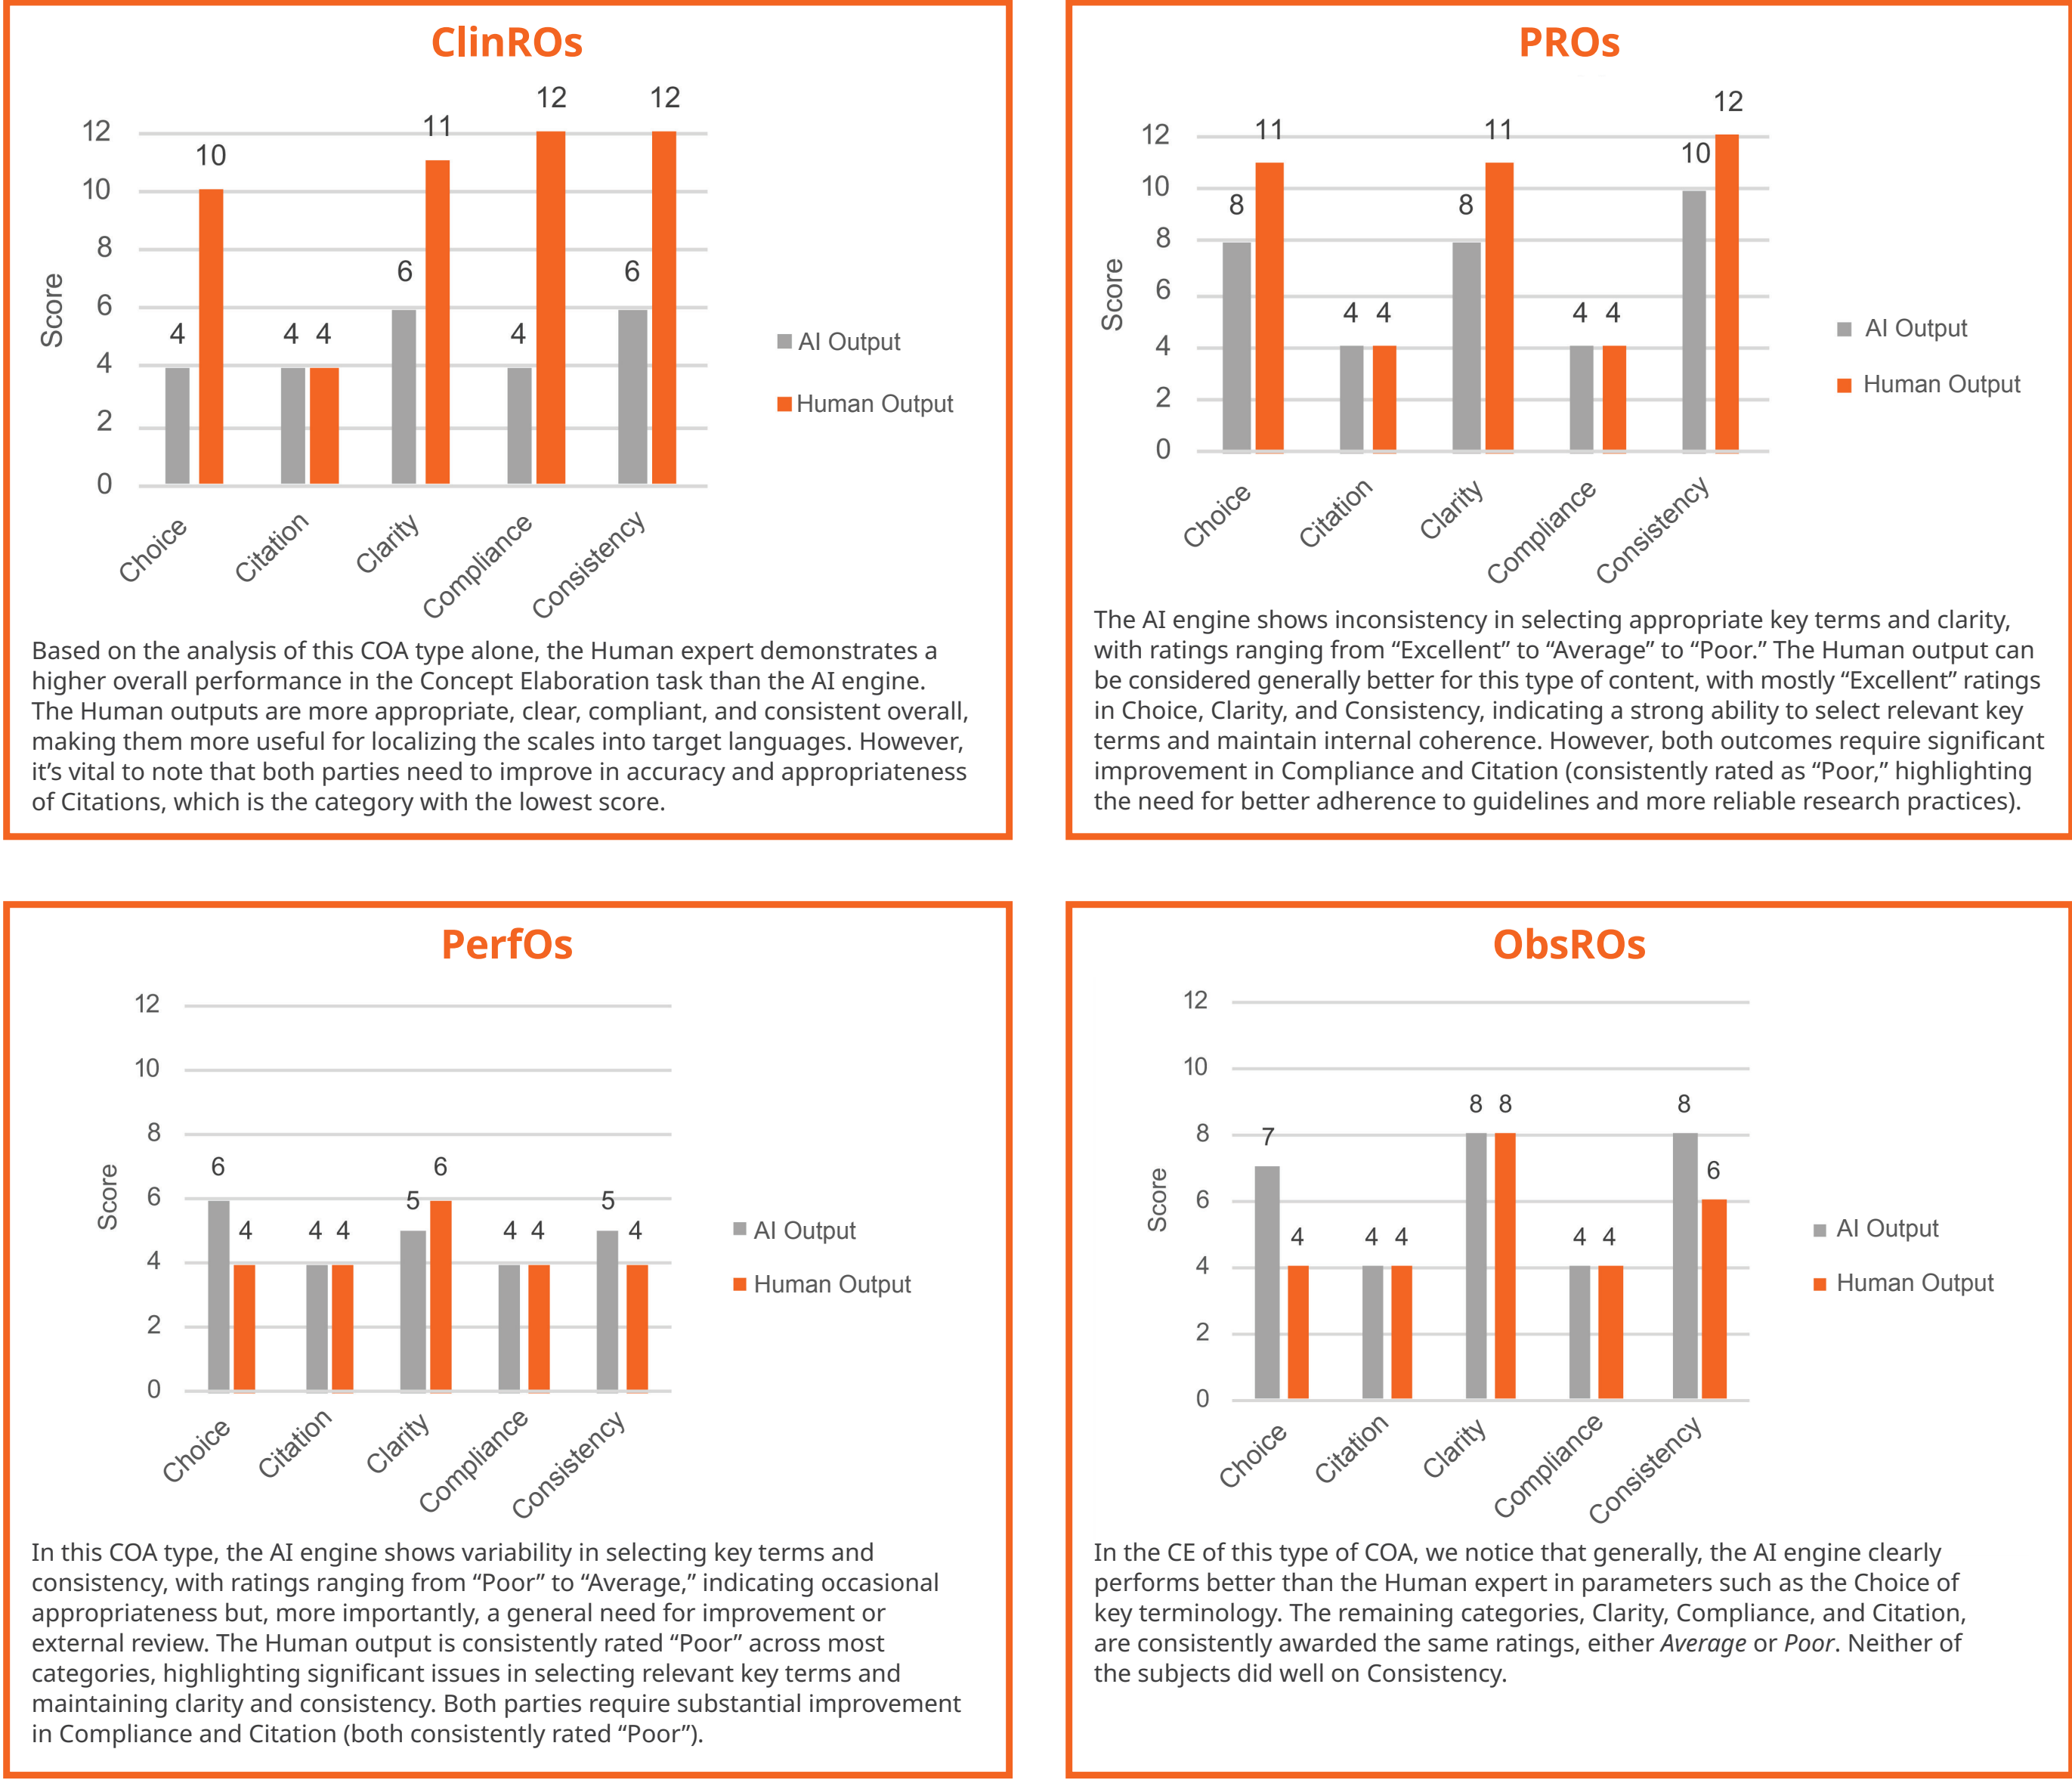 ClinROs
12
10
8
6
4
2
0
Score
4
10
4
4
6
11
4
12
6
12
Choice
Citation
Clarity
Compliance
Consistency
AI Output
Human Output
Based on the analysis of this COA type alone, the Human expert demonstrates a
higher overall performance in the Concept Elaboration task than the AI engine.
The Human outputs are more appropriate, clear, compliant, and consistent overall,
making them more useful for localizing the scales into target languages. However,
it’s vital to note that both parties need to improve in accuracy and appropriateness
of Citations, which is the category with the lowest score.
PROs
12
10
8
6
4
2
0
Score
8
11
4
4
8
11
4
4
10
12
Choice
Citation
Clarity
Compliance
Consistency
AI Output
Human Output
The AI engine shows inconsistency in selecting appropriate key terms and clarity,
with ratings ranging from “Excellent” to “Average” to “Poor.” The Human output can
be considered generally better for this type of content, with mostly “Excellent” ratings
in Choice, Clarity, and Consistency, indicating a strong ability to select relevant key
terms and maintain internal coherence. However, both outcomes require significant
improvement in Compliance and Citation (consistently rated as “Poor,” highlighting
the need for better adherence to guidelines and more reliable research practices).
PerfOs
12
10
8
6
4
2
0
Score
6
4
4
4
5
6
4
4
5
4
Choice
Citation
Clarity
Compliance
Consistency
AI Output
Human Output
In this COA type, the AI engine shows variability in selecting key terms and
consistency, with ratings ranging from “Poor” to “Average,” indicating occasional
appropriateness but, more importantly, a general need for improvement or
external review. The Human output is consistently rated “Poor” across most
categories, highlighting significant issues in selecting relevant key terms and
maintaining clarity and consistency. Both parties require substantial improvement
in Compliance and Citation (both consistently rated “Poor”).
ObsROs
12
10
8
6
4
2
0
Score
7
4
4
4
8
8
4
4
8
6
Choice
Citation
Clarity
Compliance
Consistency
AI Output
Human Output
In the CE of this type of COA, we notice that generally, the AI engine clearly
performs better than the Human expert in parameters such as the Choice of
key terminology. The remaining categories, Clarity, Compliance, and Citation,
are consistently awarded the same ratings, either Average or Poor. Neither of
the subjects did well on Consistency.